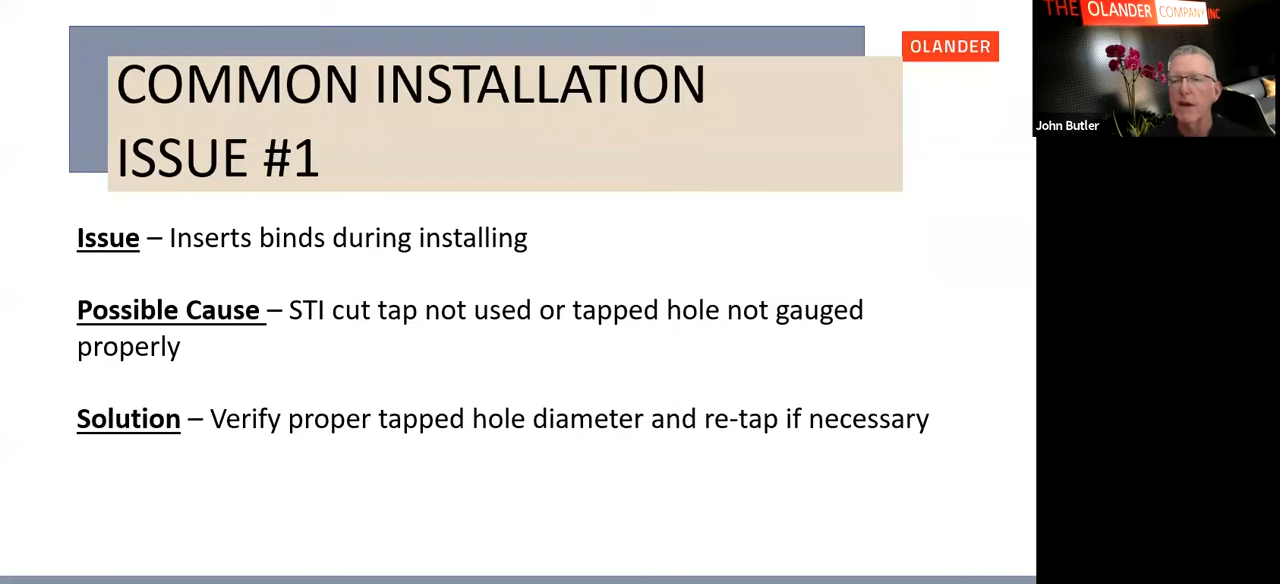 COMMON INSTALLATION
ISSUE #1
OLANDER
Issue – Inserts binds during installing
Possible Cause – STI cut tap not used or tapped hole not gauged
properly
Solution – Verify proper tapped hole diameter and re-tap if necessary
THE OLANDER COMPANY INC
John Butler